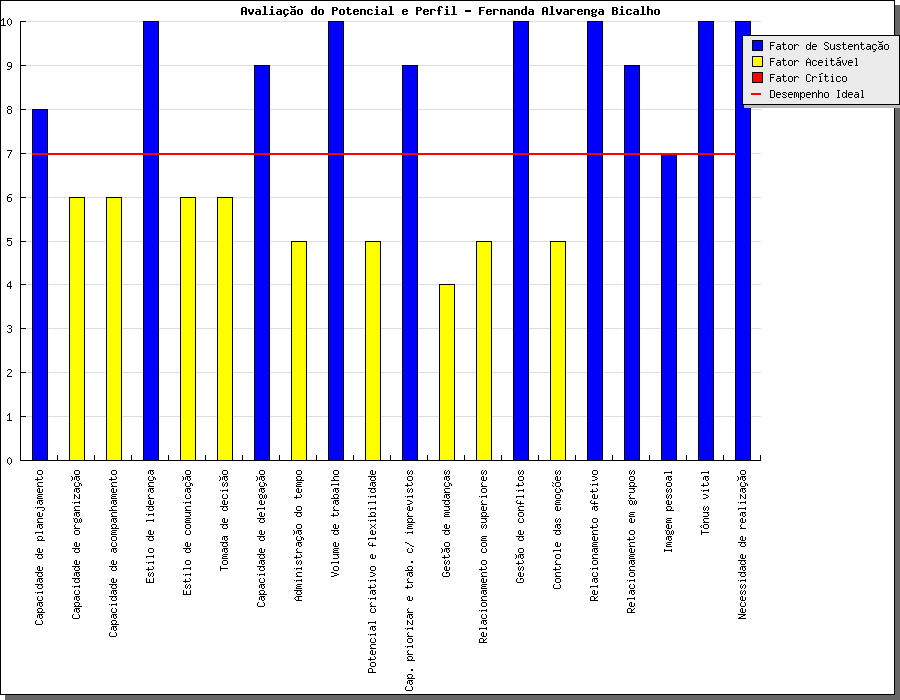 Avaliação do Potencial e Perfil - Fernanda Alvarenga Bicalho
Fator de Sustentação
Fator Aceitável
Fator Crítico
Desempenho Ideal
10
9
8
7
6
5
4
3
2
1
0
Capacidade de planejamento
Capacidade de organização
Capacidade de acompanhamento
Estilo de liderança
Estilo de comunicação
Tomada de decisão
Capacidade de delegação
Administração do tempo
Volume de trabalho
Potencial criativo e flexibilidade
Cap. priorizar e trab. c/ imprevistos
Gestão de mudanças
Relacionamento com superiores
Gestão de conflitos
Controle das emoções
Relacionamento afetivo
Relacionamento em grupos
Imagem pessoal
Tônus vital
Necessidade de realização